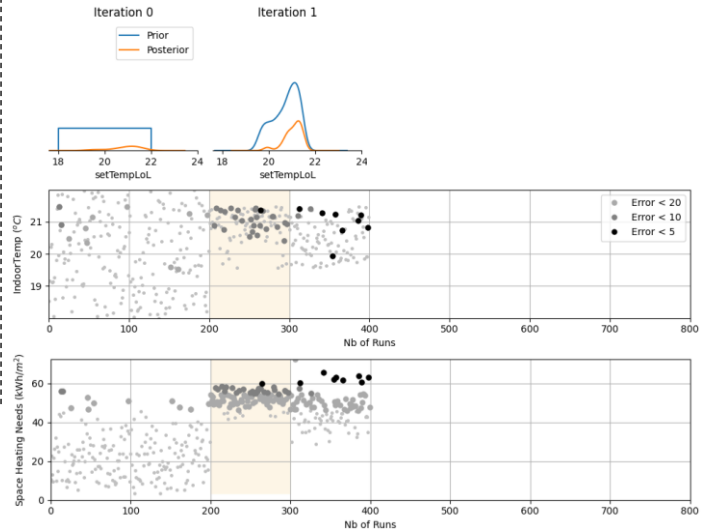 Iteration 0
Iteration 1
Prior
Posterior
18 20 22 24
18 20 22 24
setTempLoL
setTempLoL
IndoorTemp (°C)
21
20
19
Error < 20
Error < 10
Error < 5
0 100 200 300 400 500 600 700 800
Nb of Runs
Space Heating Needs (kWh/m²)
60
40
20
0
0 100 200 300 400 500 600 700 800
Nb of Runs